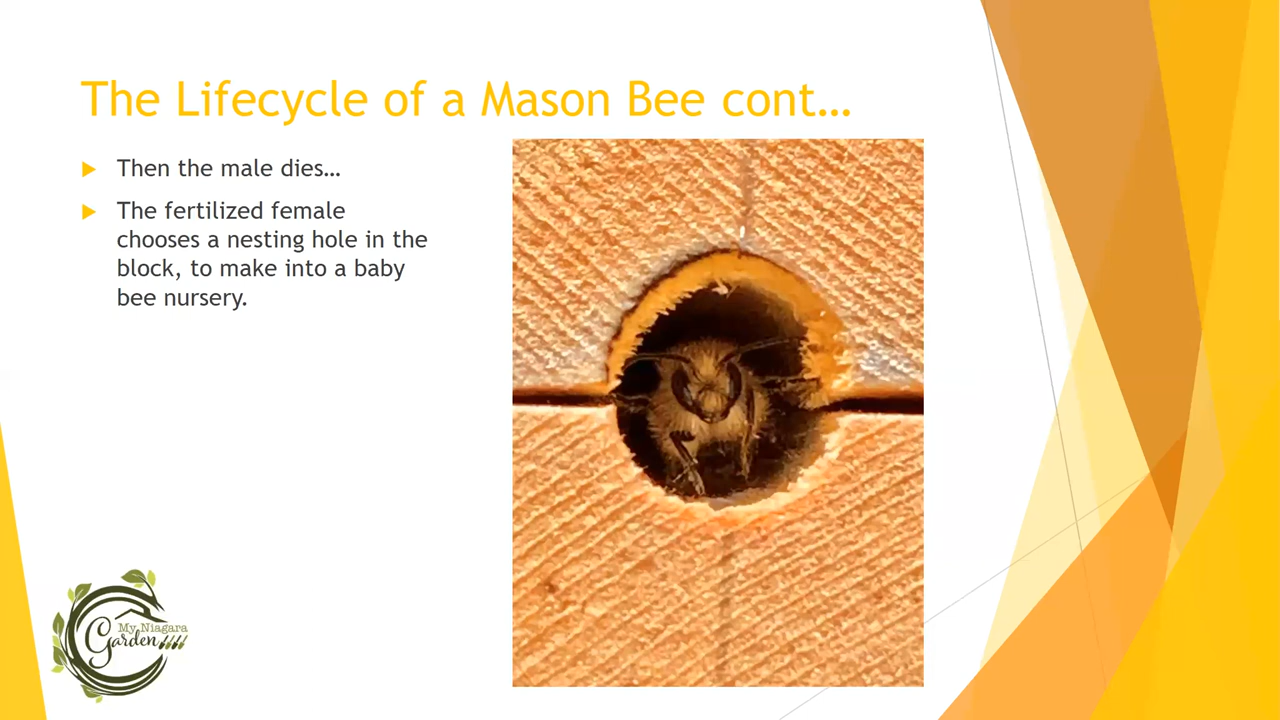 The Lifecycle of a Mason Bee cont…
Then the male dies…
The fertilized female
chooses a nesting hole in the
block, to make into a baby
bee nursery.
My Niagara
Garden